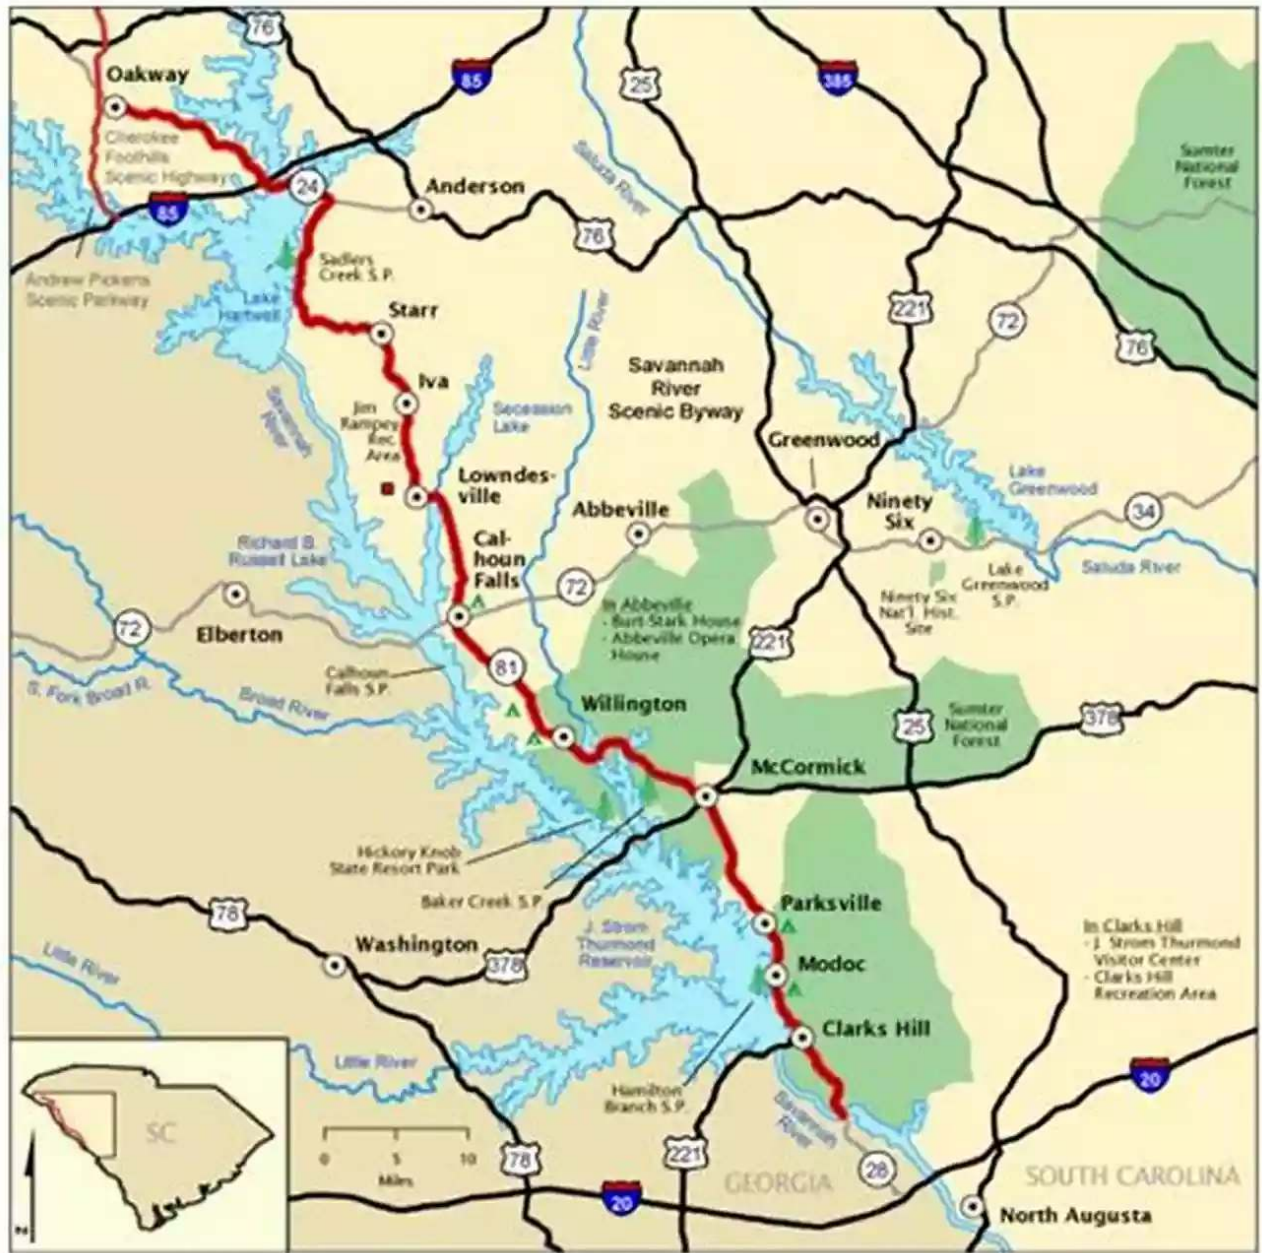 76
85
25
385
Oakway
Cherokee
Foothills
Scenic Highway
24
85
Andrew Pickens
Scenic Parkway
Anderson
76
Saluda River
Sumter
National
Forest
Sadlers
Creek S.P.
Lake
Hartwell
Starr
Iva
Jim
Rampey
Rec.
Area
Savannah
River
Secession
Lake
Little River
Savannah
River
Scenic Byway
221
72
76
Greenwood
Lake
Greenwood
Lowndes-
ville
Abbeville
Ninety
Six
34
Cal-
houn
Falls
Richard B.
Russell Lake
72
Lake
Greenwood
S.P.
Saluda River
Ninety Six
Nat'l. Hist.
Site
In Abbeville
- Burt-Stark House
- Abbeville Opera
House
72
Elberton
221
81
Calhoun
Falls S.P.
S. Fork Broad R.
Broad River
Willington
25
Sumter
National
Forest
378
McCormick
Hickory Knob
State Resort Park
Baker Creek S.P.
78
Parksville
Washington
378
J. Strom
Thurmond
Reservoir
Modoc
In Clarks Hill
- J. Strom Thurmond
Visitor Center
- Clarks Hill
Recreation Area
Little River
Clarks Hill
Little River
Hamilton
Branch S.P.
Savannah
River
20
SC
0 5 10
Miles
78
221
28
GEORGIA
SOUTH CAROLINA
20
North Augusta
N